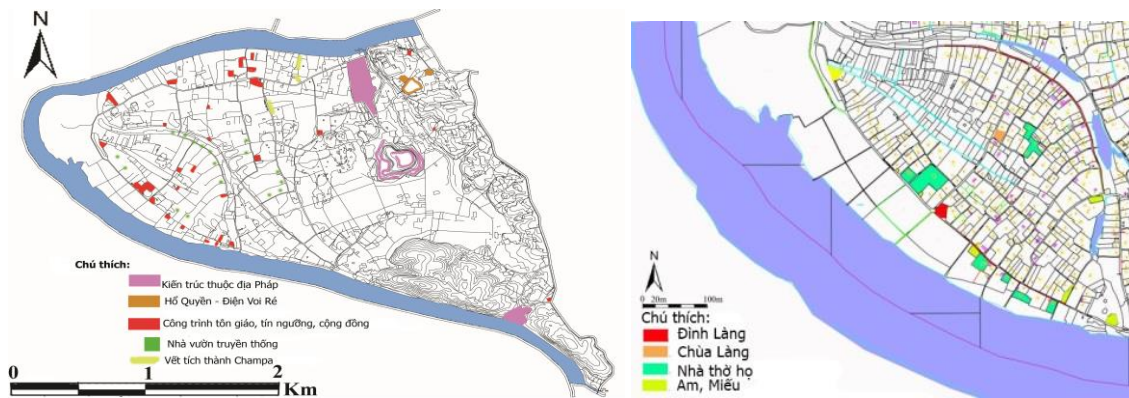 N
Chú thích:
Kiến trúc thuộc địa Pháp
Hổ Quyền - Điện Voi Ré
Công trình tôn giáo, tín ngưỡng, cộng đồng
Nhà vườn truyền thống
Vết tích thành Champa
0 1 2
Km
N
0 20m 100m
Chú thích:
Đình Làng
Chùa Làng
Nhà thờ họ
Am, Miếu